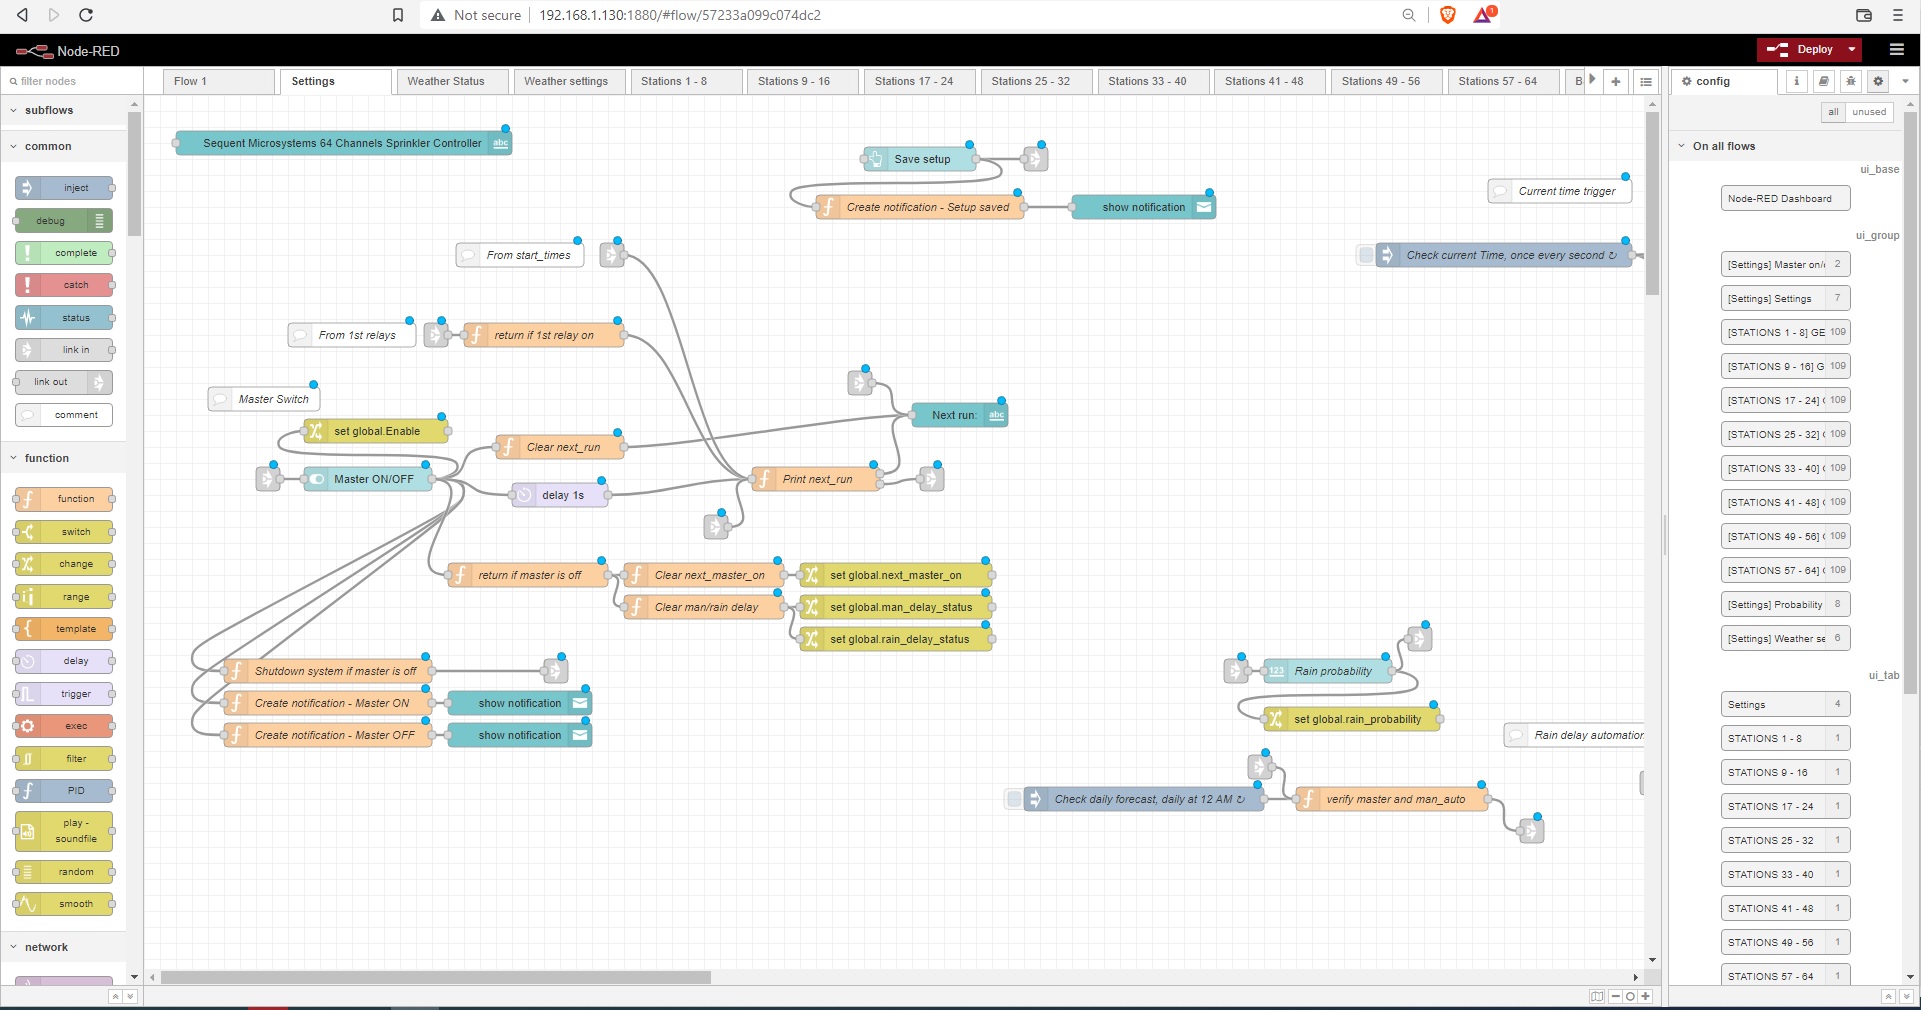 Not secure
192.168.1.130:1880/#flow/57233a099c074dc2
1
Node-RED
Deploy
filter nodes
Flow 1
Settings
Weather Status
Weather settings
Stations 1 - 8
Stations 9 - 16
Stations 17 - 24
Stations 25 - 32
Stations 33 - 40
Stations 41 - 48
Stations 49 - 56
Stations 57 - 64
B
config
i
subflows
common
inject
debug
complete
catch
status
link in
link out
comment
function
function
switch
change
range
template
delay
trigger
exec
filter
PID
play -
soundfile
random
smooth
network
Sequent Microsystems 64 Channels Sprinkler Controller
abc
Save setup
Create notification - Setup saved
show notification
Current time trigger
Check current Time, once every second ↻
From start_times
From 1st relays
return if 1st relay on
Master Switch
set global.Enable
Master ON/OFF
Clear next_run
delay 1s
Next run:
abc
Print next_run
return if master is off
Clear next_master_on
set global.next_master_on
Clear man/rain delay
set global.man_delay_status
set global.rain_delay_status
Shutdown system if master is off
Create notification - Master ON
show notification
Create notification - Master OFF
show notification
123
Rain probability
set global.rain_probability
Rain delay automation
Check daily forecast, daily at 12 AM ↻
verify master and man_auto
all
unused
On all flows
ui_base
Node-RED Dashboard
ui_group
[Settings] Master on/
2
[Settings] Settings
7
[STATIONS 1 - 8] GE
109
[STATIONS 9 - 16] G
109
[STATIONS 17 - 24] (
109
[STATIONS 25 - 32] (
109
[STATIONS 33 - 40] (
109
[STATIONS 41 - 48] (
109
[STATIONS 49 - 56] (
109
[STATIONS 57 - 64] (
109
[Settings] Probability
8
[Settings] Weather se
6
ui_tab
Settings
4
STATIONS 1 - 8
1
STATIONS 9 - 16
1
STATIONS 17 - 24
1
STATIONS 25 - 32
1
STATIONS 33 - 40
1
STATIONS 41 - 48
1
STATIONS 49 - 56
1
STATIONS 57 - 64
1